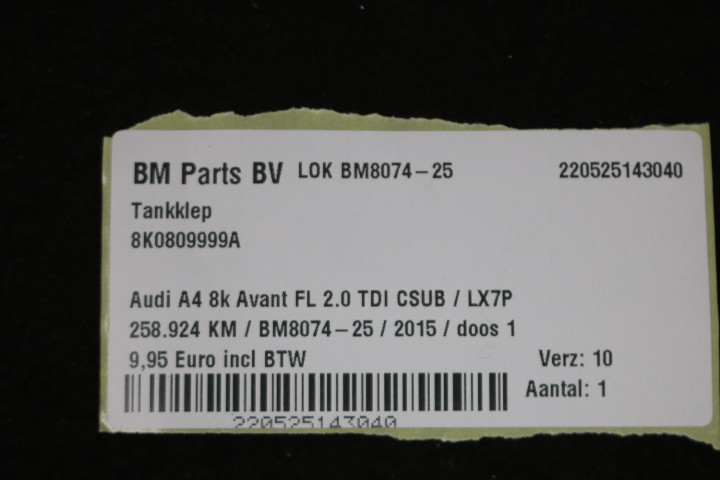 BM Parts BV LOK BM8074-25 220525143040
Tankklep
8K0809999A
Audi A4 8k Avant FL 2.0 TDI CSUB / LX7P
258.924 KM / BM8074-25 / 2015 / doos 1
9,95 Euro incl BTW Verz: 10
Aantal: 1
220525143040